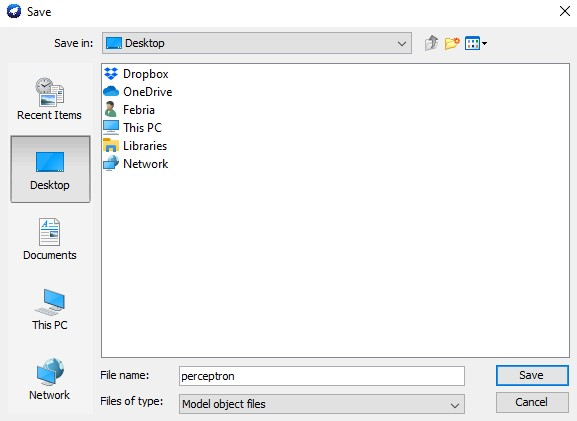 Save
Save in: Desktop
Recent Items
Desktop
Documents
This PC
Network
Dropbox
OneDrive
Febria
This PC
Libraries
Network
File name: perceptron
Save
Files of type: Model object files
Cancel